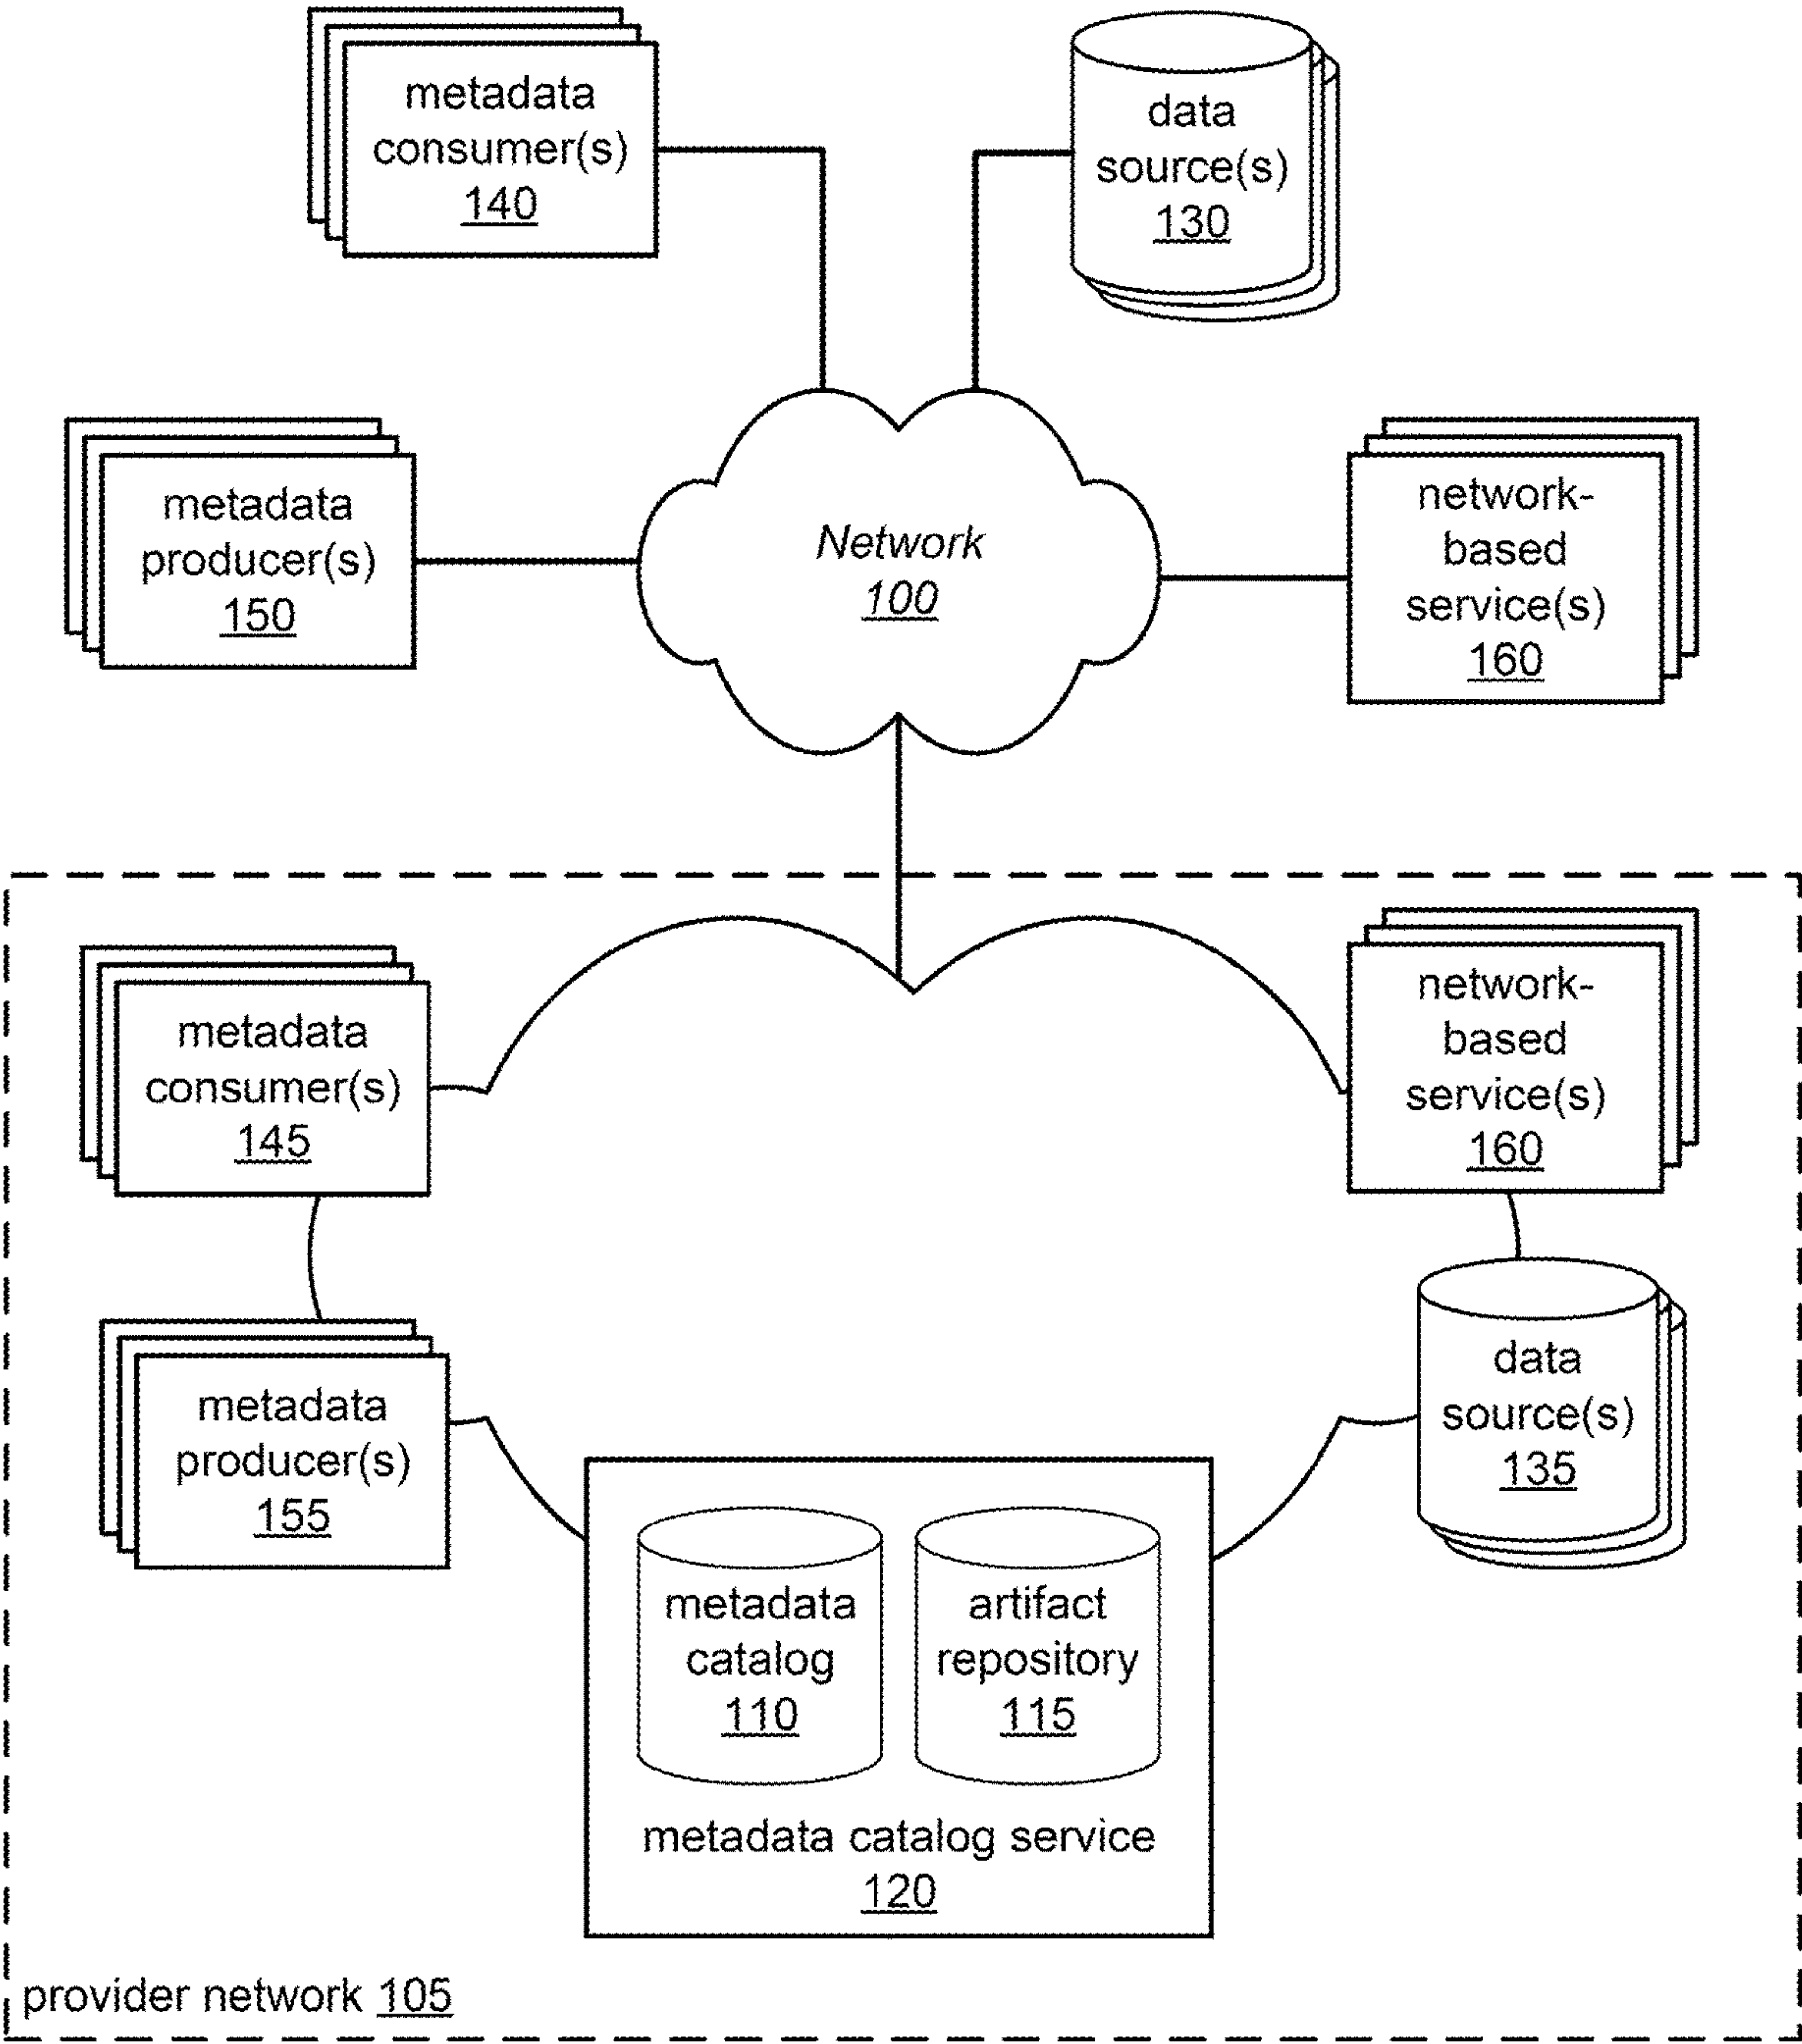 metadata
consumer(s)
140
data
source(s)
130
metadata
producer(s)
150
Network
100
network-
based
service(s)
160
metadata
consumer(s)
145
network-
based
service(s)
160
metadata
producer(s)
155
data
source(s)
135
metadata
catalog
110
artifact
repository
115
metadata catalog service
120
provider network 105